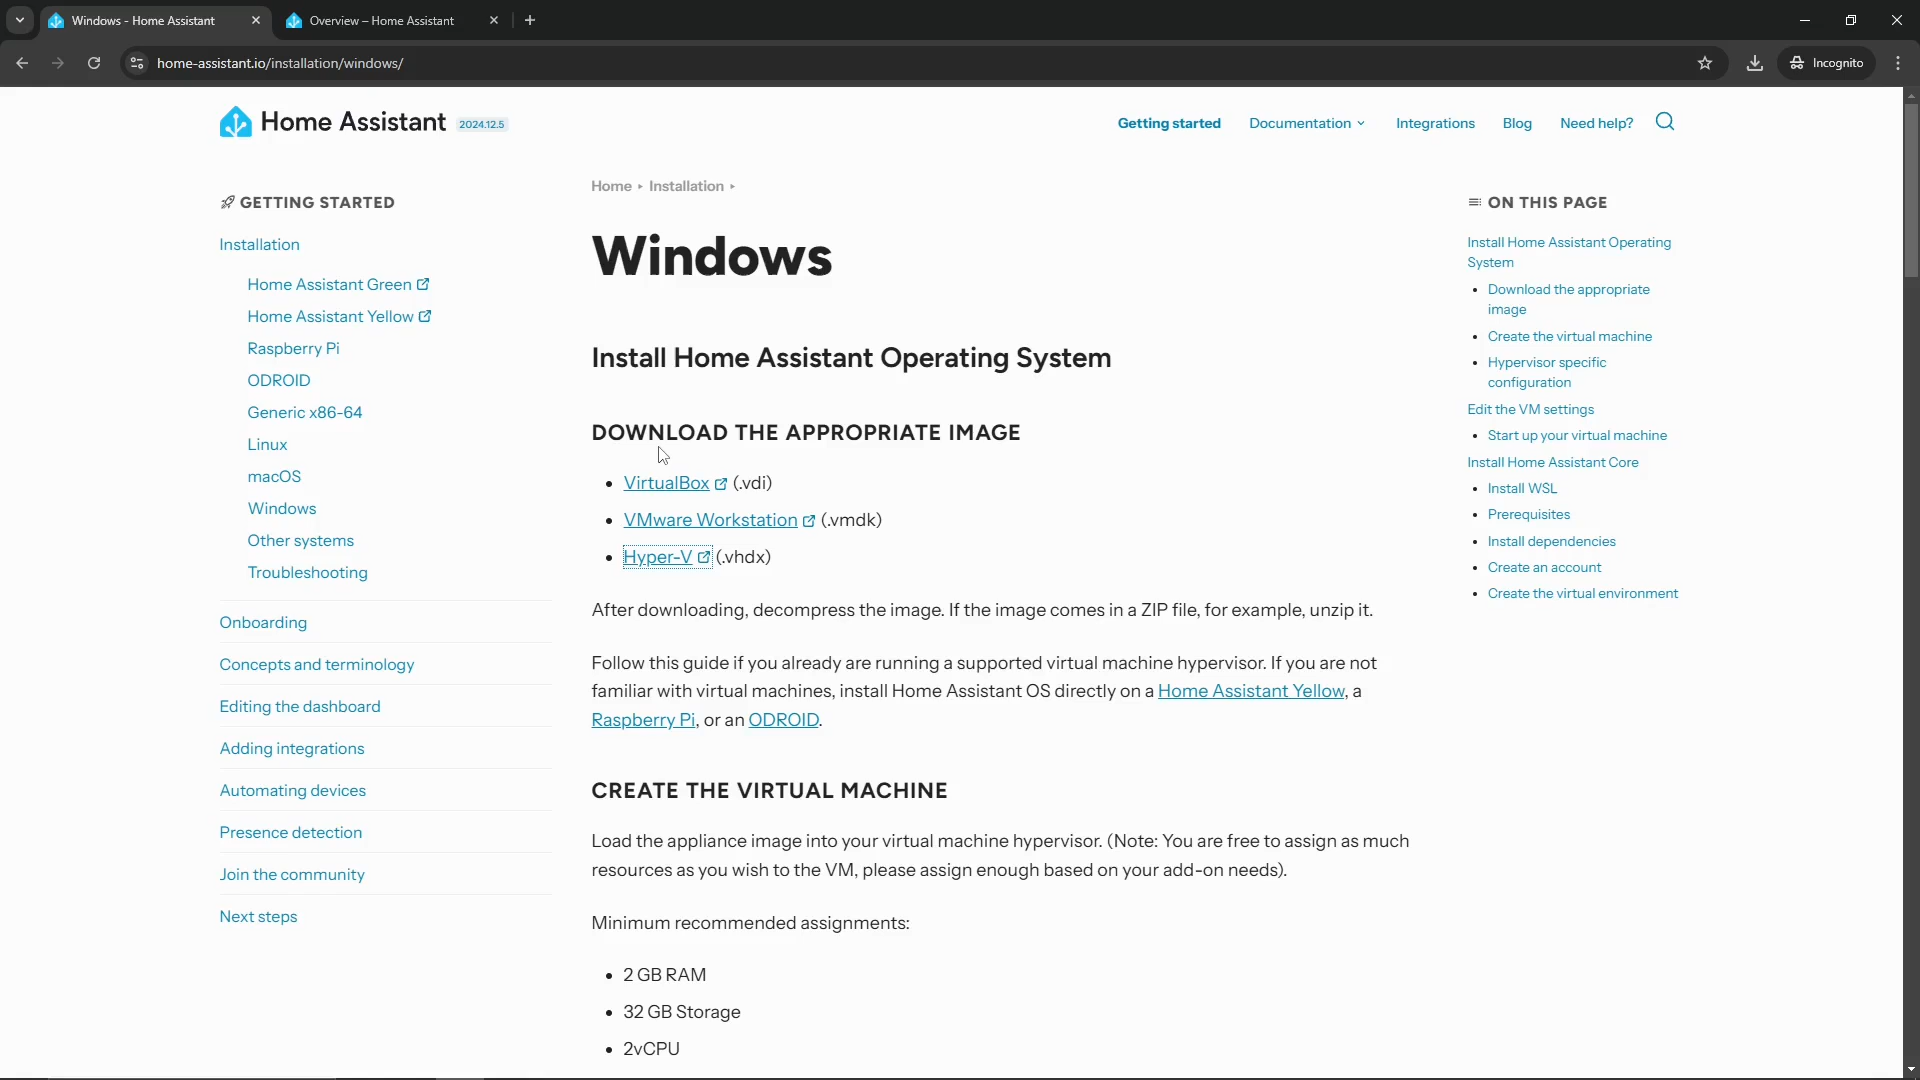 Windows - Home Assistant
Overview – Home Assistant
home-assistant.io/installation/windows/
Incognito
Home Assistant 2024.12.5
Getting started
Documentation
Integrations
Blog
Need help?
GETTING STARTED
Installation
Home Assistant Green
Home Assistant Yellow
Raspberry Pi
ODROID
Generic x86-64
Linux
macOS
Windows
Other systems
Troubleshooting
Onboarding
Concepts and terminology
Editing the dashboard
Adding integrations
Automating devices
Presence detection
Join the community
Next steps
Home ‣ Installation ‣
Windows
Install Home Assistant Operating System
DOWNLOAD THE APPROPRIATE IMAGE
• VirtualBox (.vdi)
• VMware Workstation (.vmdk)
• Hyper-V (.vhdx)
After downloading, decompress the image. If the image comes in a ZIP file, for example, unzip it.
Follow this guide if you already are running a supported virtual machine hypervisor. If you are not
familiar with virtual machines, install Home Assistant OS directly on a Home Assistant Yellow, a
Raspberry Pi, or an ODROID.
CREATE THE VIRTUAL MACHINE
Load the appliance image into your virtual machine hypervisor. (Note: You are free to assign as much
resources as you wish to the VM, please assign enough based on your add-on needs).
Minimum recommended assignments:
• 2 GB RAM
• 32 GB Storage
• 2vCPU
ON THIS PAGE
Install Home Assistant Operating
System
• Download the appropriate
image
• Create the virtual machine
• Hypervisor specific
configuration
Edit the VM settings
• Start up your virtual machine
Install Home Assistant Core
• Install WSL
• Prerequisites
• Install dependencies
• Create an account
• Create the virtual environment